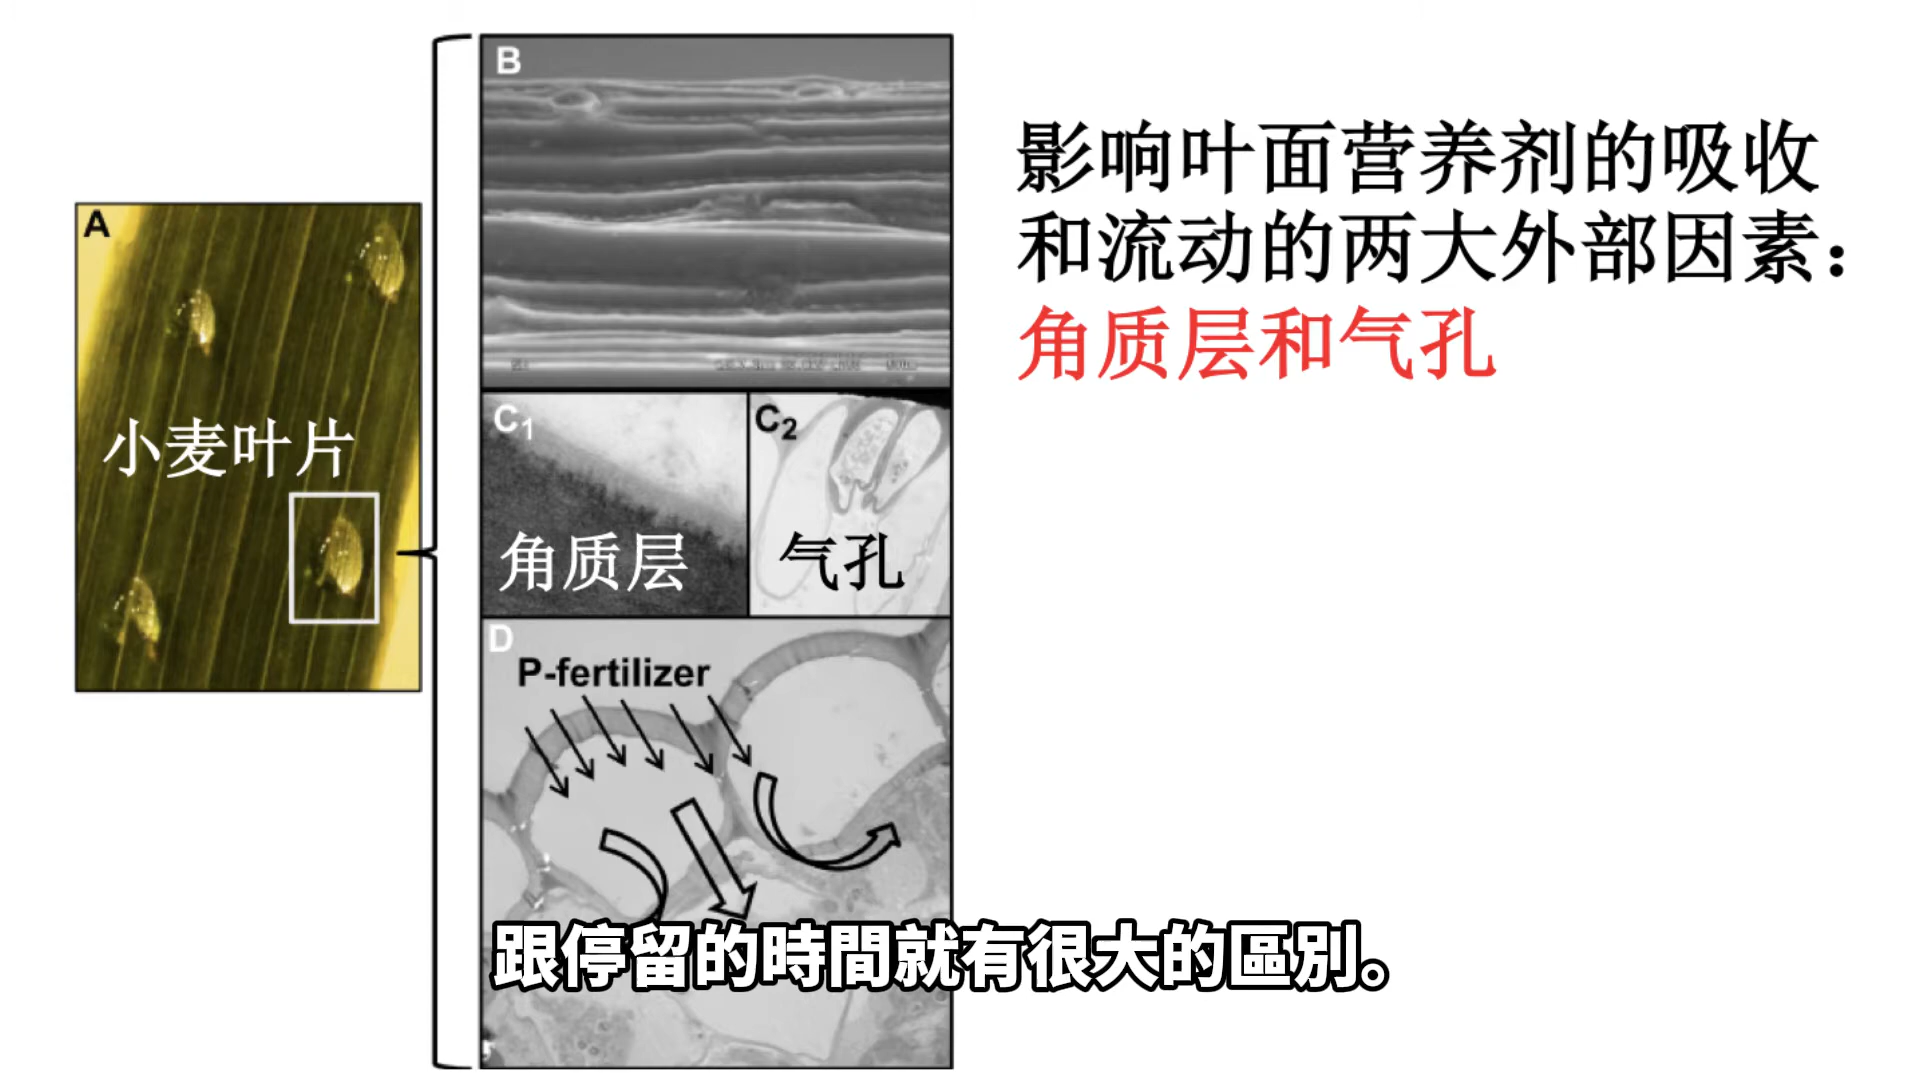 A
小麦叶片
B
C1
角质层
C2
气孔
D
P-fertilizer
影响叶面营养剂的吸收
和流动的两大外部因素：
角质层和气孔
跟停留的時間就有很大的區別。